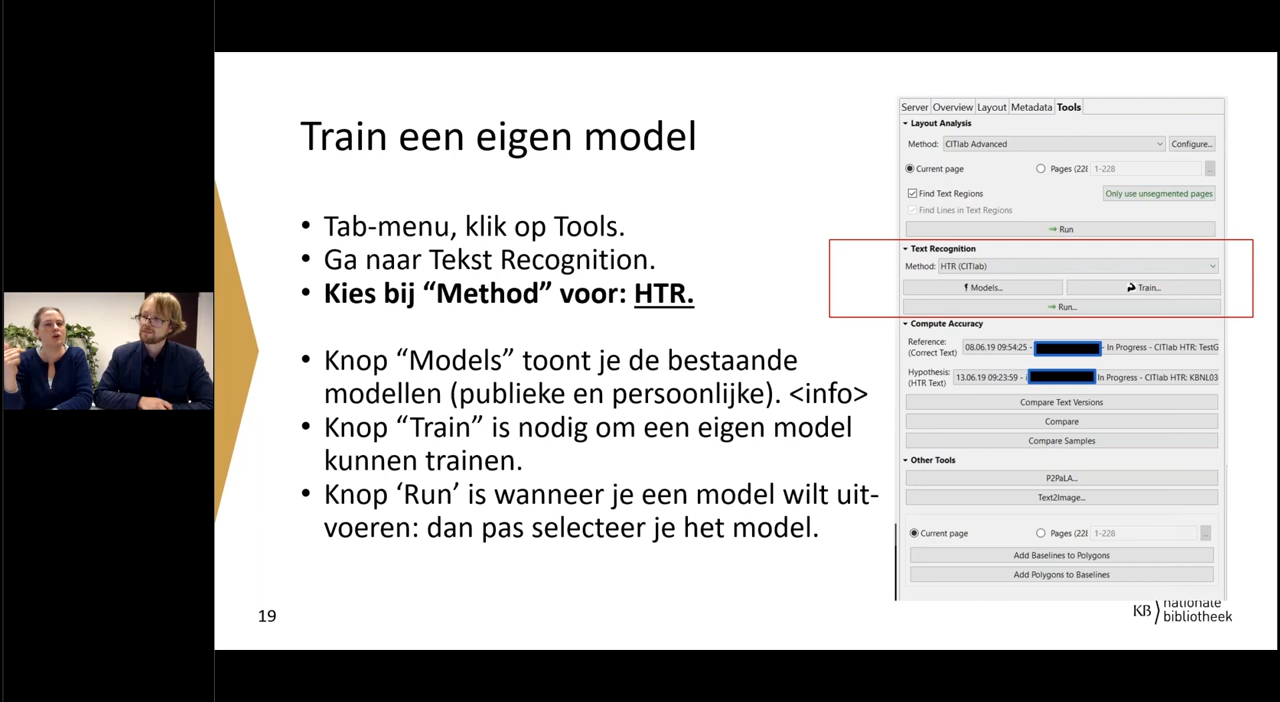 Train een eigen model
• Tab-menu, klik op Tools.
• Ga naar Tekst Recognition.
• Kies bij “Method” voor: HTR.
• Knop “Models” toont je de bestaande
modellen (publieke en persoonlijke). <info>
• Knop “Train” is nodig om een eigen model
kunnen trainen.
• Knop ‘Run’ is wanneer je een model wilt uit-
voeren: dan pas selecteer je het model.
19
Server Overview Layout Metadata Tools
Layout Analysis
Method: CITlab Advanced Configure...
Current page Pages (228 1-228 ...
Find Text Regions Only use unsegmented pages
Find Lines in Text Regions
Run
Text Recognition
Method: HTR (CITlab)
Models... Train...
Run...
Compute Accuracy
Reference: 08.06.19 09:54:25 - - In Progress - CITlab HTR: TestG
(Correct Text)
Hypothesis: 13.06.19 09:23:59 - In Progress - CITlab HTR: KBNL03
(HTR Text)
Compare Text Versions
Compare
Compare Samples
Other Tools
P2PaLA...
Text2Image...
Current page Pages (228 1-228 ...
Add Baselines to Polygons
Add Polygons to Baselines
KB nationale
bibliotheek